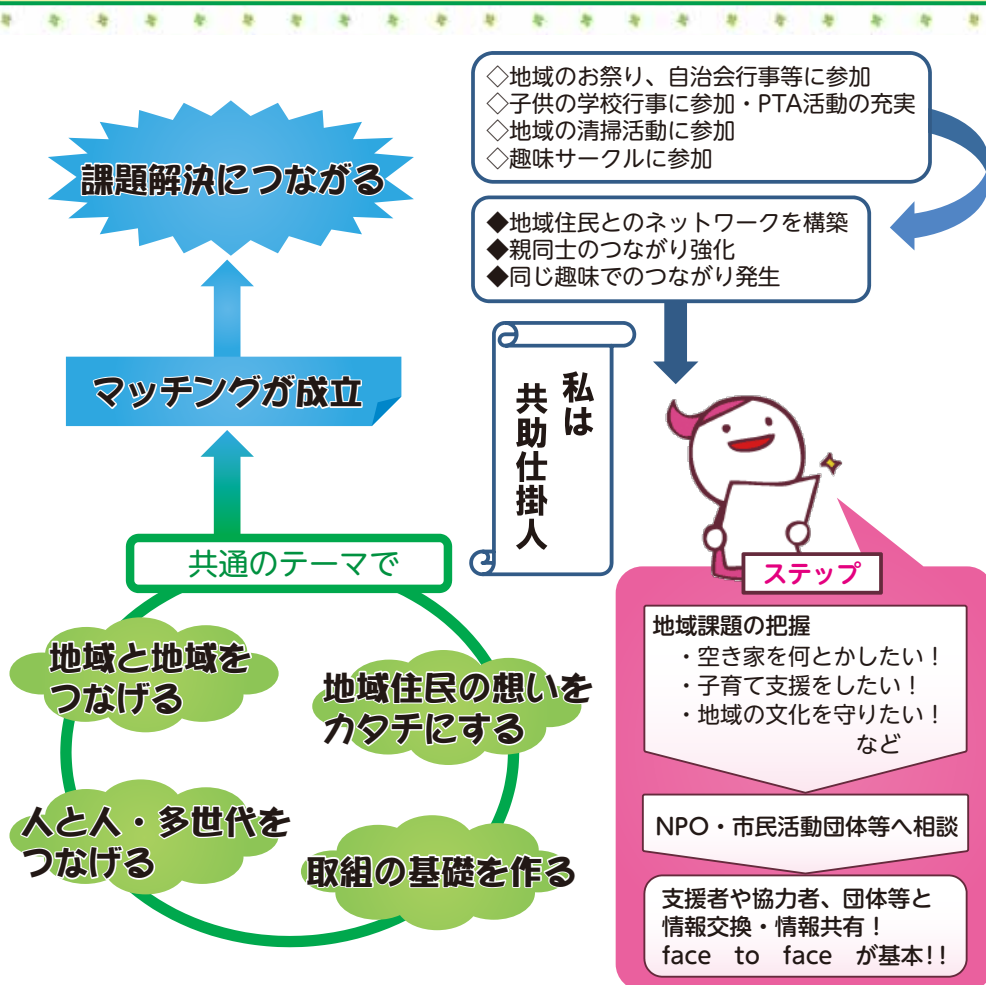 ◇地域のお祭り、自治会行事等に参加
◇子供の学校行事に参加・PTA活動の充実
◇地域の清掃活動に参加
◇趣味サークルに参加
◆地域住民とのネットワークを構築
◆親同士のつながり強化
◆同じ趣味でのつながり発生
私は
共助仕掛人
ステップ
地域課題の把握
・空き家を何とかしたい！
・子育て支援をしたい！
・地域の文化を守りたい！
など
NPO・市民活動団体等へ相談
支援者や協力者、団体等と
情報交換・情報共有！
face to face が基本!!
課題解決につながる
マッチングが成立
共通のテーマで
地域と地域を
つなげる
地域住民の想いを
カタチにする
人と人・多世代を
つなげる
取組の基礎を作る